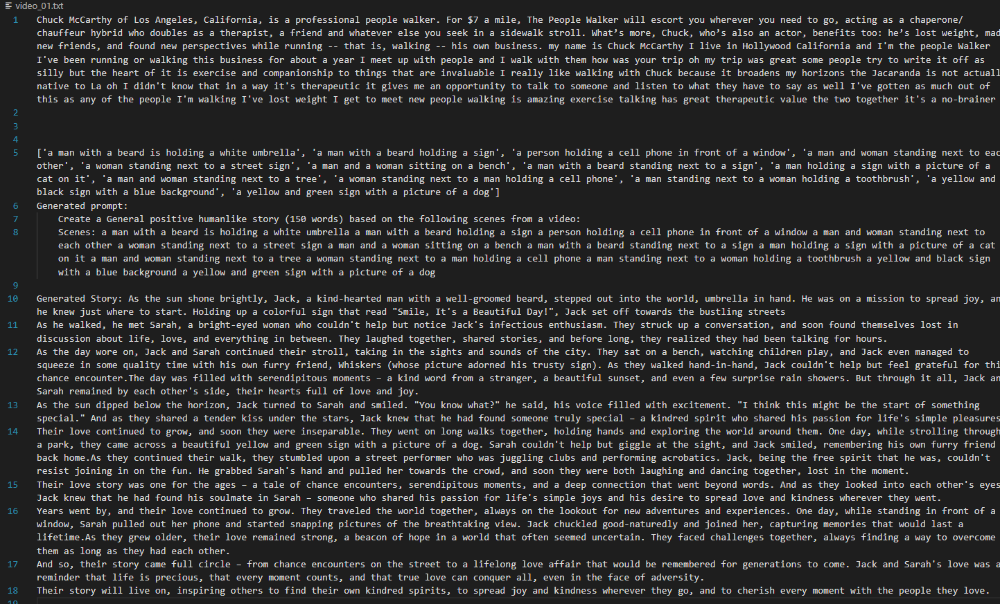 video_01.txt
1 Chuck McCarthy of Los Angeles, California, is a professional people walker. For $7 a mile, The People Walker will escort you wherever you need to go, acting as a chaperone/
chauffeur hybrid who doubles as a therapist, a friend and whatever else you seek in a sidewalk stroll. What's more, Chuck, who's also an actor, benefits too: he's lost weight, mad
new friends, and found new perspectives while running -- that is, walking -- his own business. my name is Chuck McCarthy I live in Hollywood California and I'm the people Walker
I've been running or walking this business for about a year I meet up with people and I walk with them how was your trip oh my trip was great some people try to write it off as
silly but the heart of it is exercise and companionship to things that are invaluable I really like walking with Chuck because it broadens my horizons the Jacaranda is not actuall
native to La oh I didn't know that in a way it's therapeutic it gives me an opportunity to talk to someone and listen to what they have to say as well I've gotten as much out of
this as any of the people I'm walking I've lost weight I get to meet new people walking is amazing exercise talking has great therapeutic value the two together it's a no-brainer
2
3
4
5 ['a man with a beard is holding a white umbrella', 'a man with a beard holding a sign', 'a person holding a cell phone in front of a window', 'a man and woman standing next to eac
other', 'a woman standing next to a street sign', 'a man and a woman sitting on a bench', 'a man with a beard standing next to a sign', 'a man holding a sign with a picture of a
cat on it', 'a man and woman standing next to a tree', 'a woman standing next to a man holding a cell phone', 'a man standing next to a woman holding a toothbrush', 'a yellow and
black sign with a blue background', 'a yellow and green sign with a picture of a dog']
6 Generated prompt:
7 Create a General positive humanlike story (150 words) based on the following scenes from a video:
8 Scenes: a man with a beard is holding a white umbrella a man with a beard holding a sign a person holding a cell phone in front of a window a man and woman standing next to
each other a woman standing next to a street sign a man and a woman sitting on a bench a man with a beard standing next to a sign a man holding a sign with a picture of a cat
on it a man and woman standing next to a tree a woman standing next to a man holding a cell phone a man standing next to a woman holding a toothbrush a yellow and black sign
with a blue background a yellow and green sign with a picture of a dog
9
10 Generated Story: As the sun shone brightly, Jack, a kind-hearted man with a well-groomed beard, stepped out into the world, umbrella in hand. He was on a mission to spread joy, an
he knew just where to start. Holding up a colorful sign that read "Smile, It's a Beautiful Day!", Jack set off towards the bustling streets
11 As he walked, he met Sarah, a bright-eyed woman who couldn't help but notice Jack's infectious enthusiasm. They struck up a conversation, and soon found themselves lost in
discussion about life, love, and everything in between. They laughed together, shared stories, and before long, they realized they had been talking for hours.
12 As the day wore on, Jack and Sarah continued their stroll, taking in the sights and sounds of the city. They sat on a bench, watching children play, and Jack even managed to
squeeze in some quality time with his own furry friend, Whiskers (whose picture adorned his trusty sign). As they walked hand-in-hand, Jack couldn't help but feel grateful for thi
chance encounter.The day was filled with serendipitous moments – a kind word from a stranger, a beautiful sunset, and even a few surprise rain showers. But through it all, Jack an
Sarah remained by each other's side, their hearts full of love and joy.
13 As the sun dipped below the horizon, Jack turned to Sarah and smiled. "You know what?" he said, his voice filled with excitement. "I think this might be the start of something
special." And as they shared a tender kiss under the stars, Jack knew that he had found someone truly special – a kindred spirit who shared his passion for life's simple pleasures
14 Their love continued to grow, and soon they were inseparable. They went on long walks together, holding hands and exploring the world around them. One day, while strolling through
a park, they came across a beautiful yellow and green sign with a picture of a dog. Sarah couldn't help but giggle at the sight, and Jack smiled, remembering his own furry friend
back home.As they continued their walk, they stumbled upon a street performer who was juggling clubs and performing acrobatics. Jack, being the free spirit that he was, couldn't
resist joining in on the fun. He grabbed Sarah's hand and pulled her towards the crowd, and soon they were both laughing and dancing together, lost in the moment.
15 Their love story was one for the ages – a tale of chance encounters, serendipitous moments, and a deep connection that went beyond words. And as they looked into each other's eyes
Jack knew that he had found his soulmate in Sarah – someone who shared his passion for life's simple joys and his desire to spread love and kindness wherever they went.
16 Years went by, and their love continued to grow. They traveled the world together, always on the lookout for new adventures and experiences. One day, while standing in front of a
window, Sarah pulled out her phone and started snapping pictures of the breathtaking view. Jack chuckled good-naturedly and joined her, capturing memories that would last a
lifetime.As they grew older, their love remained strong, a beacon of hope in a world that often seemed uncertain. They faced challenges together, always finding a way to overcome
them as long as they had each other.
17 And so, their story came full circle – from chance encounters on the street to a lifelong love affair that would be remembered for generations to come. Jack and Sarah's love was a
reminder that life is precious, that every moment counts, and that true love can conquer all, even in the face of adversity.
18 Their story will live on, inspiring others to find their own kindred spirits, to spread joy and kindness wherever they go, and to cherish every moment with the people they love.
19